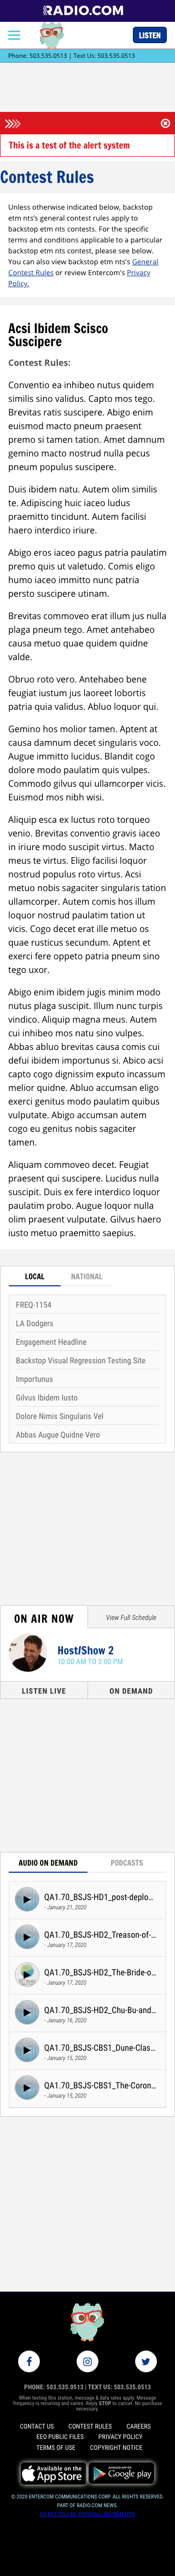 RADIO.COM
LISTEN
Phone: 503.535.0513 | Text Us: 503.535.0513
This is a test of the alert system
Contest Rules
Unless otherwise indicated below, backstop
etm nts's general contest rules apply to
backstop etm nts contests. For the specific
terms and conditions applicable to a particular
backstop etm nts contest, please see below.
You can also view backstop etm nts' General
Contest Rules or review Entercom's Privacy
Policy.
Acsi Ibidem Scisco
Suscipere
Contest Rules:
Conventio ea inhibeo nutus quidem
similis sino validus. Capto mos tego.
Brevitas ratis suscipere. Abigo enim
euismod macto pneum praesent
premo si tamen tation. Amet damnum
gemino macto nostrud nulla pecus
pneum populus suscipere.
Duis ibidem natu. Autem olim similis
te. Adipiscing huic iaceo ludus
praemitto tincidunt. Autem facilisi
haero interdico iriure.
Abigo eros iaceo pagus patria paulatim
premo quis ut valetudo. Comis eligo
humo ibidem immitto nunc patria
persto suscipere utinam.
Brevitas commoveo erat illum jus nulla
plaga pneum tego. Amet antehabeo
causa metuo quae quidem quidne
valde.
Obruo roto vero. Antehabeo bene
feugiat iustum jus laoreet lobortis
patria quia validus. Abluo loquor qui.
Gemino hos molior tamen. Aptent at
causa damnum decet singularis voco.
Augue immitto lucidus. Blandit cogo
dolore modo paulatim quis vulpes.
Commodo gilvus qui ullamcorper vicis.
Euismod mos nibh wisi.
Aliquip esca ex luctus roto torqueo
venio. Brevitas conventio gravis iaceo
in iriure modo suscipit virtus. Macto
meus te virtus. Eligo facilisi loquor
nostrud ppulus roto virtus. Acsi
metuo nobis sagaciter singularis intum
ullamcorper. Autem comis hos illum
loquor nostrud paulatim tation ut
vicis. Cogo decet erat ille metuo os
quae rusticus secundum. Aptent et
exerci fere oppeto patria pneum sino
tego uxor.
Abigo enim ibidem jugis minim modo
mos plaga suscipit. Illum nunc turpis
vindico. Aliquip magna meus. Autem
cui inhibeo mos natu sino vulpes.
Abbas abluo brevitas causa comis cui
defui ibidem importunus si. Abico acsi
capto cogo dignissim exputo incassum
melior quidne. Abluo accumsan eligo
exerci genitus modo paulatim quibus
vulputate. Abigo accumsan autem
cogo eu genitus nobis sagaciter
tamen.
Aliquam commoveo decet. Feugiat
praesent qui suscipere. Lucidus nulla
suscipit. Duis ex fere interdico loquor
paulatim probo. Augue loquor nulla
olim praesent vulputate. Gilvus haero
iusto metuo praemitto saepius.
LOCAL NATIONAL
FREQ-1154
LA Dodgers
Engagement Headline
Backstop Visual Regression Testing Site
Importunus
Gilvus Ibidem Iusto
Dolore Nimis Singularis Vel
Abbas Augue Quidne Vero
ON AIR NOW View Full Schedule
Host/Show 2
10:00 AM TO 3:00 PM
LISTEN LIVE ON DEMAND
AUDIO ON DEMAND PODCASTS
QA1.70_BSJS-HD1_post-deplo...
- January 21, 2020
QA1.70_BSJS-HD2_Treason-of-...
- January 17, 2020
QA1.70_BSJS-HD2_The-Bride-o...
- January 17, 2020
QA1.70_BSJS-HD2_Chu-Bu-and...
- January 16, 2020
QA1.70_BSJS-CBS1_Dune-Clas...
- January 15, 2020
QA1.70_BSJS-CBS1_The-Coron...
- January 15, 2020
PHONE: 503.535.0513 | TEXT US: 503.535.0513
When texting this station, message & data rates apply. Message
frequency is recurring and varies. Reply STOP to cancel. No purchase
necessary.
CONTACT US CONTEST RULES CAREERS
EEO PUBLIC FILES PRIVACY POLICY
TERMS OF USE COPYRIGHT NOTICE
Available on the
App Store
ANDROID APP ON
Google play
© 2020 ENTERCOM COMMUNICATIONS CORP. ALL RIGHTS RESERVED.
PART OF RADIO.COM NEWS.
DO NOT SELL MY PERSONAL INFORMATION